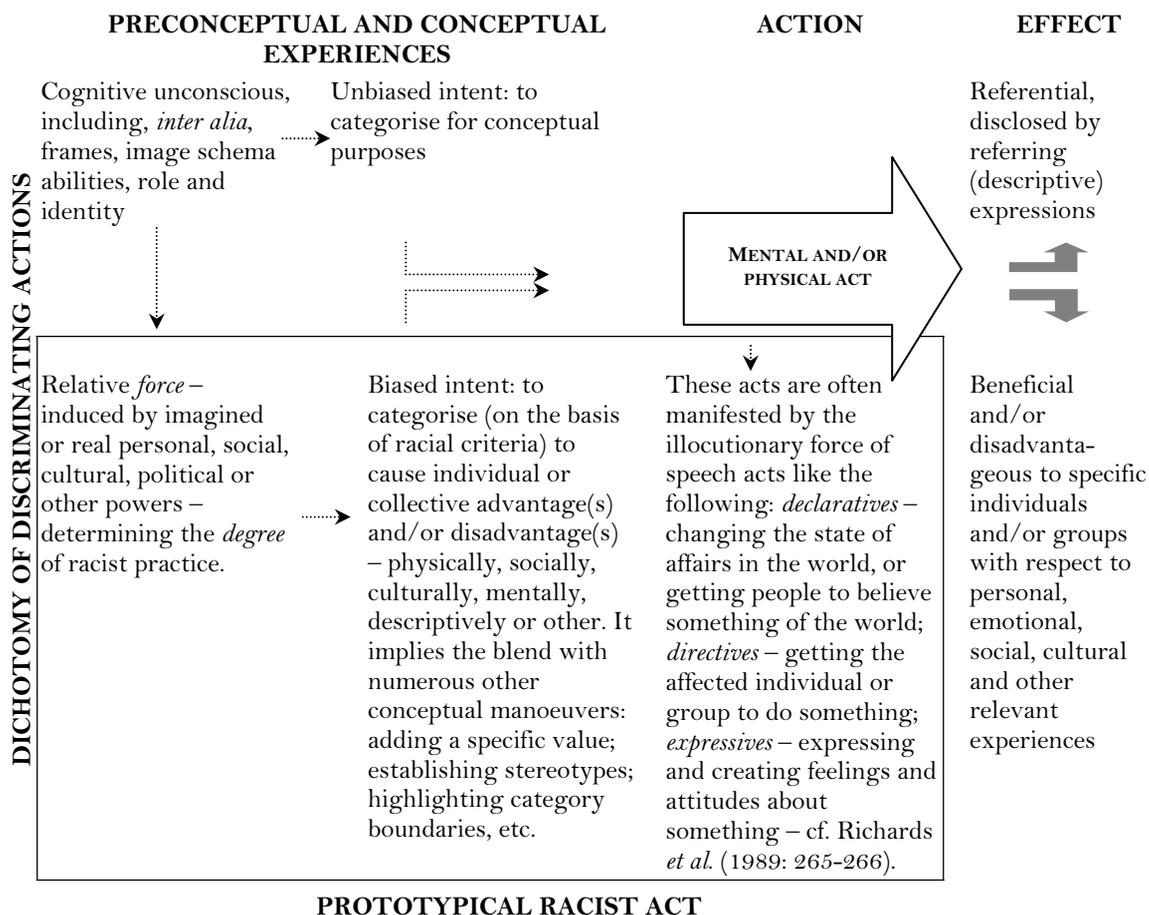 PRECONCEPTUAL AND CONCEPTUAL
EXPERIENCES
ACTION
EFFECT
DICHOTOMY OF DISCRIMINATING ACTIONS
Cognitive unconscious,
including, inter alia,
frames, image schema
abilities, role and
identity
Unbiased intent: to
categorise for conceptual
purposes
MENTAL AND/OR
PHYSICAL ACT
Referential,
disclosed by
referring
(descriptive)
expressions
Relative force –
induced by imagined
or real personal, social,
cultural, political or
other powers –
determining the degree
of racist practice.
Biased intent: to
categorise (on the basis
of racial criteria) to
cause individual or
collective advantage(s)
and/or disadvantage(s)
– physically, socially,
culturally, mentally,
descriptively or other. It
implies the blend with
numerous other
conceptual manoeuvers:
adding a specific value;
establishing stereotypes;
highlighting category
boundaries, etc.
These acts are often
manifested by the
illocutionary force of
speech acts like the
following: declaratives –
changing the state of
affairs in the world, or
getting people to believe
something of the world;
directives – getting the
affected individual or
group to do something;
expressives – expressing
and creating feelings and
attitudes about
something – cf. Richards
et al. (1989: 265-266).
Beneficial
and/or
disadvanta-
geous to specific
individuals
and/or groups
with respect to
personal,
emotional,
social, cultural
and other
relevant
experiences
PROTOTYPICAL RACIST ACT